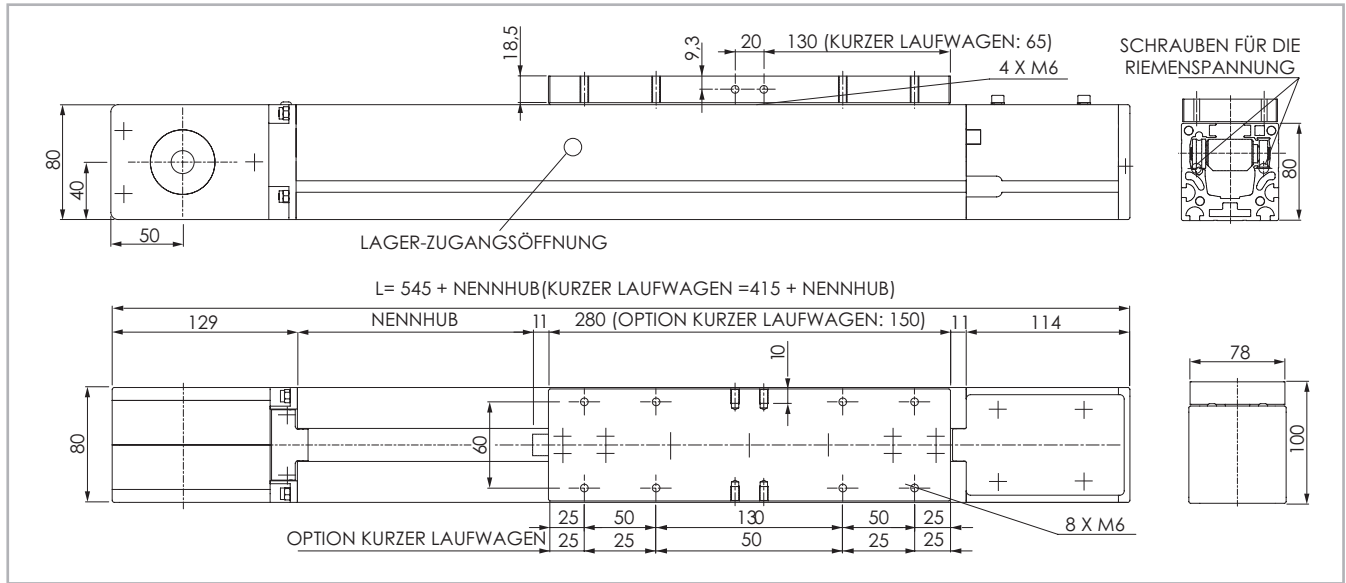 18,5
9,3
20
130 (KURZER LAUFWAGEN: 65)
4 X M6
SCHRAUBEN FÜR DIE
RIEMENSPANNUNG
80
40
50
LAGER-ZUGANGSÖFFNUNG
80
L= 545 + NENNHUB(KURZER LAUFWAGEN =415 + NENNHUB)
129
NENNHUB
11
280 (OPTION KURZER LAUFWAGEN: 150)
11
114
10
78
80
60
100
25
50
130
50
25
8 X M6
OPTION KURZER LAUFWAGEN
25
25
50
25
25